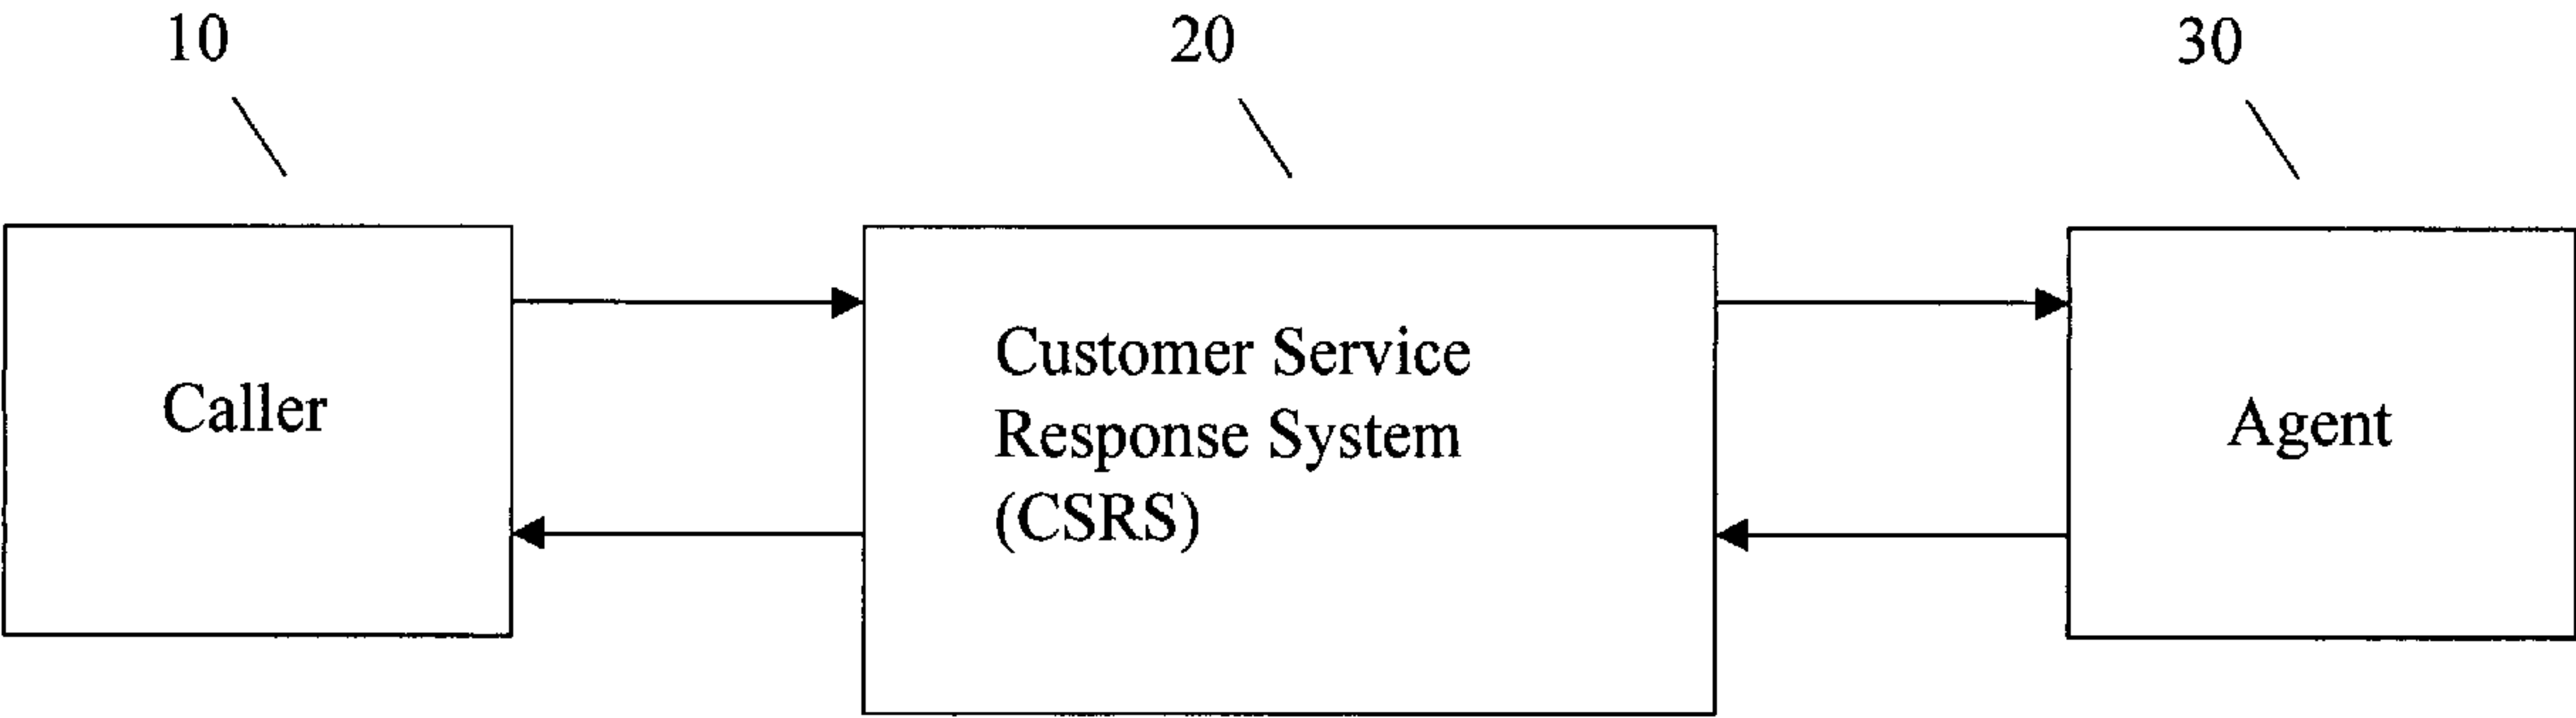 10
20
30
Caller
Customer Service
Response System
(CSRS)
Agent